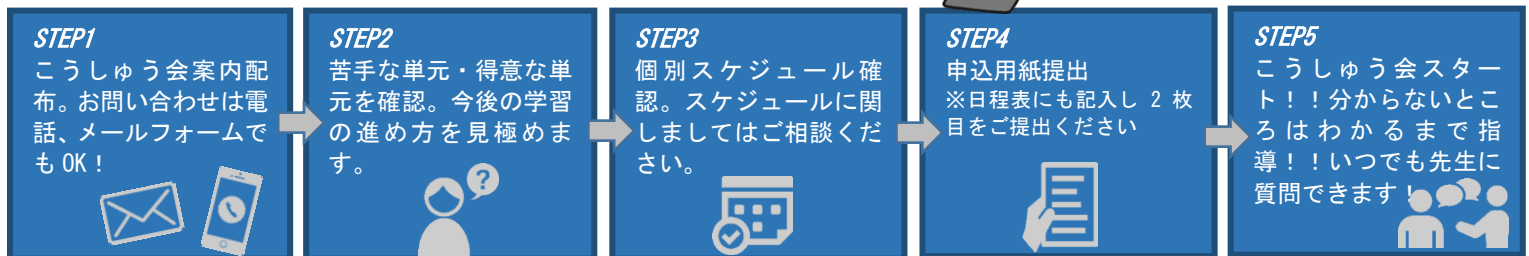 STEP1
こうしゅう会案内配
布。お問い合わせは電
話、メールフォームで
も OK！
STEP2
苦手な単元・得意な単
元を確認。今後の学習
の進め方を見極めま
す。
STEP3
個別スケジュール確
認。スケジュールに関
しましてはご相談くだ
さい。
STEP4
申込用紙提出
※日程表にも記入し 2 枚
目をご提出ください
STEP5
こうしゅう会スター
ト！！分からないとこ
ろはわかるまで指
導！！いつでも先生に
質問できます！